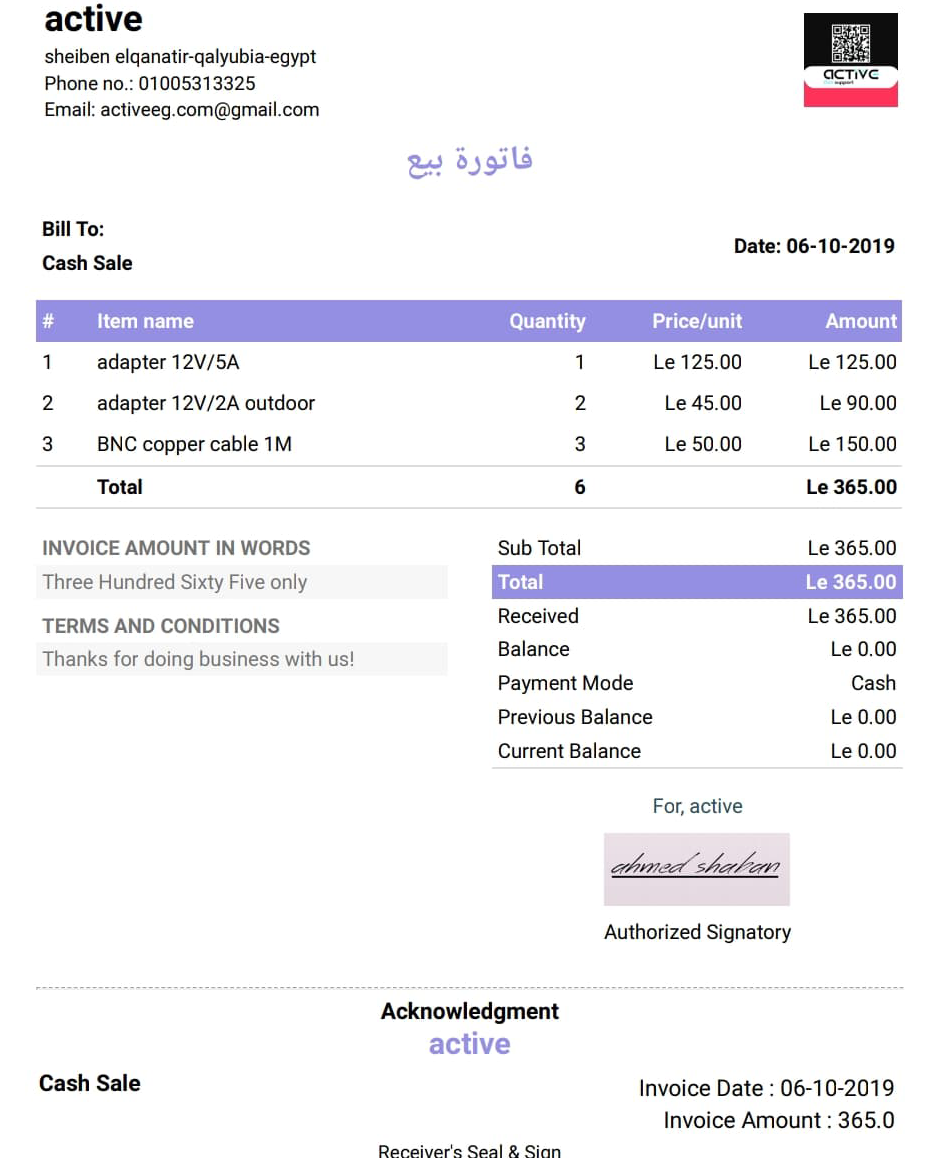 active
sheiben elqanatir-qalyubia-egypt
Phone no.: 01005313325
Email: activeeg.com@gmail.com
ACTIVE
support
فاتورة بيع
Bill To:
Cash Sale
Date: 06-10-2019
# Item name Quantity Price/unit Amount
1 adapter 12V/5A 1 Le 125.00 Le 125.00
2 adapter 12V/2A outdoor 2 Le 45.00 Le 90.00
3 BNC copper cable 1M 3 Le 50.00 Le 150.00
Total 6 Le 365.00
INVOICE AMOUNT IN WORDS
Three Hundred Sixty Five only
TERMS AND CONDITIONS
Thanks for doing business with us!
Sub Total Le 365.00
Total Le 365.00
Received Le 365.00
Balance Le 0.00
Payment Mode Cash
Previous Balance Le 0.00
Current Balance Le 0.00
For, active
ahmed shaban
Authorized Signatory
Acknowledgment
active
Cash Sale
Invoice Date : 06-10-2019
Invoice Amount : 365.0
Receiver's Seal & Sign